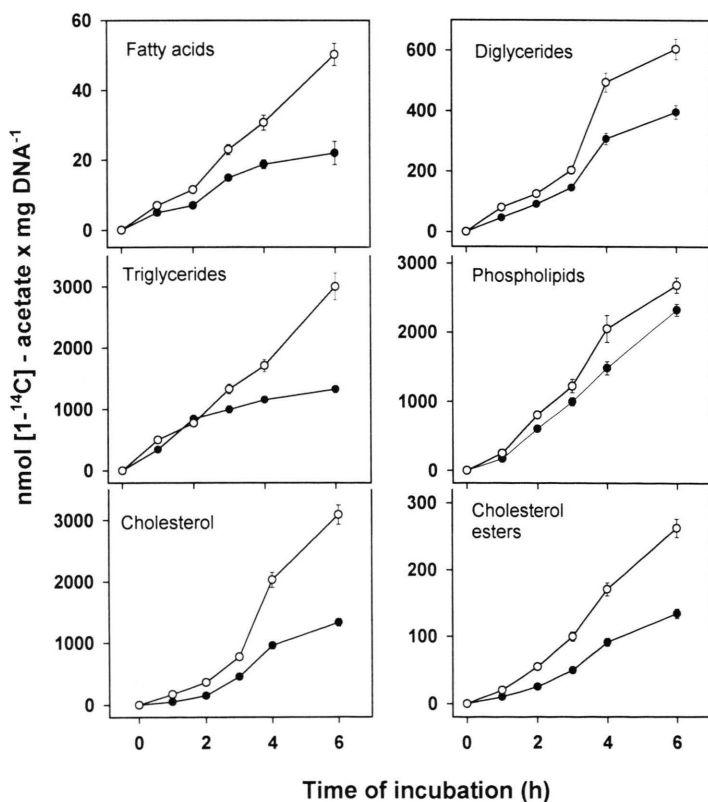 nmol [1-¹⁴C] - acetate x mg DNA⁻¹
Fatty acids
60
40
20
0
Diglycerides
600
400
200
0
Triglycerides
3000
2000
1000
0
Phospholipids
3000
2000
1000
0
Cholesterol
3000
2000
1000
0
0 2 4 6
Cholesterol
esters
300
200
100
0
0 2 4 6
Time of incubation (h)